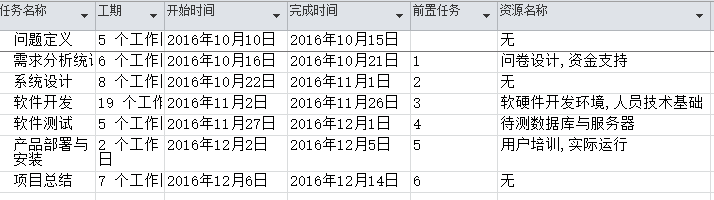 任务名称 工期 开始时间 完成时间 前置任务 资源名称
问题定义 5 个工作 2016年10月10日 2016年10月15日 无
需求分析统 6 个工作 2016年10月16日 2016年10月21日 1 问卷设计,资金支持
系统设计 8 个工作 2016年10月22日 2016年11月1日 2 无
软件开发 19 个工作 2016年11月2日 2016年11月26日 3 软硬件开发环境,人员技术基础
软件测试 5 个工作 2016年11月27日 2016年12月1日 4 待测数据库与服务器
产品部署与 2 个工作 2016年12月2日 2016年12月5日 5 用户培训,实际运行
安装 日
项目总结 7 个工作 2016年12月6日 2016年12月14日 6 无